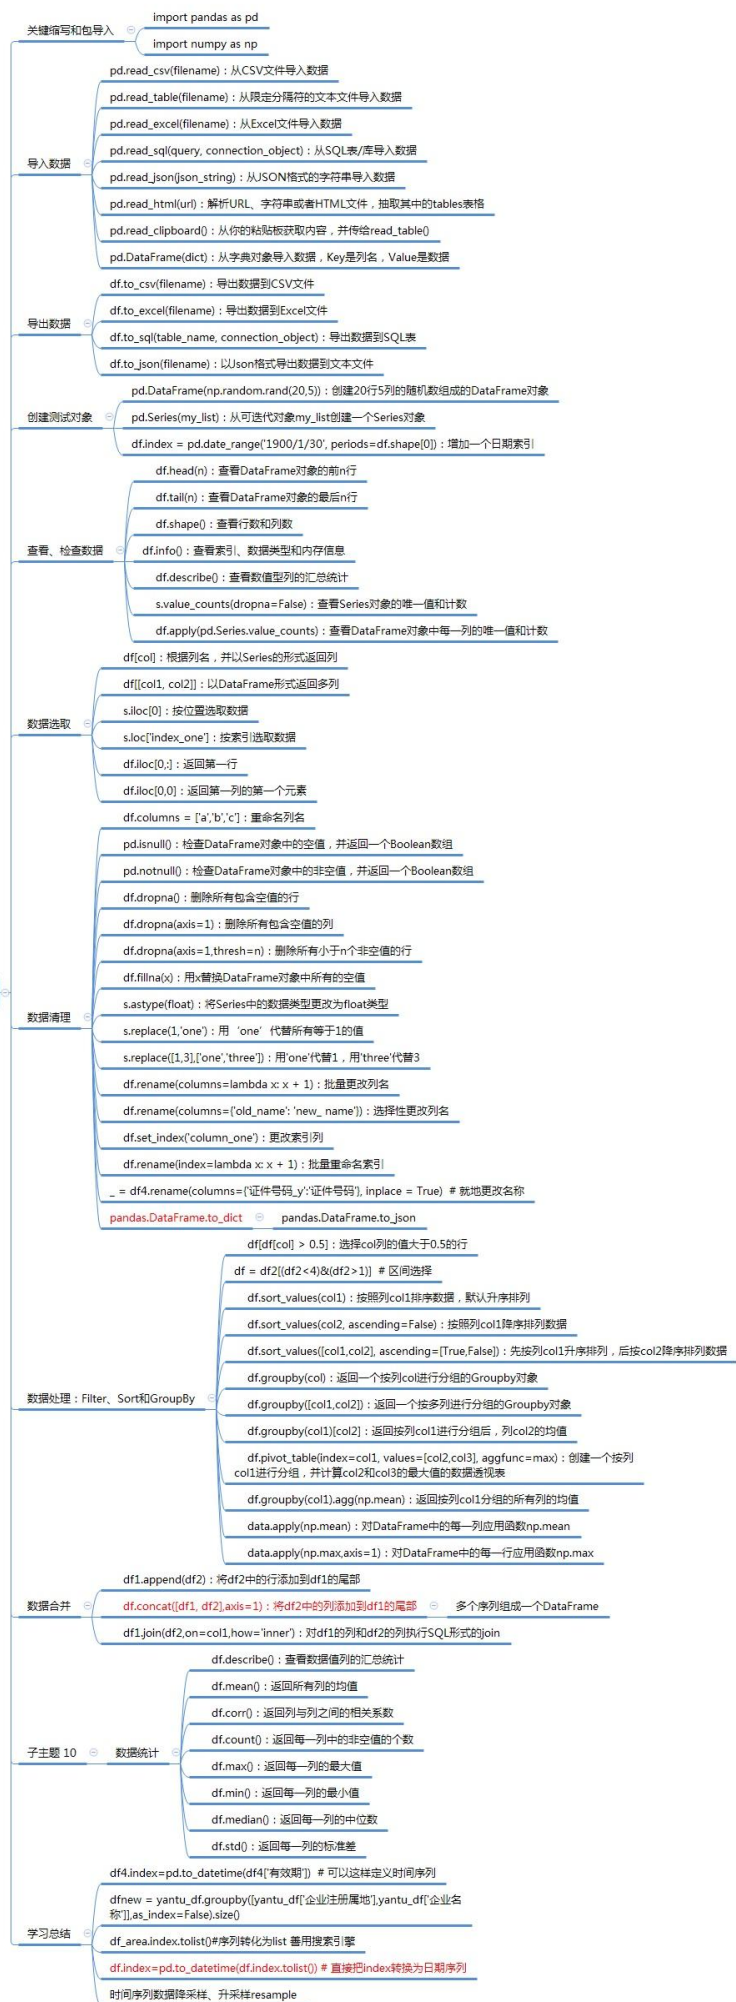 关键缩写和包导入
import pandas as pd
import numpy as np
导入数据
pd.read_csv(filename)：从CSV文件导入数据
pd.read_table(filename)：从限定分隔符的文本文件导入数据
pd.read_excel(filename)：从Excel文件导入数据
pd.read_sql(query, connection_object)：从SQL表/库导入数据
pd.read_json(json_string)：从JSON格式的字符串导入数据
pd.read_html(url)：解析URL、字符串或者HTML文件，抽取其中的tables表格
pd.read_clipboard()：从你的粘贴板获取内容，并传给read_table()
pd.DataFrame(dict)：从字典对象导入数据，Key是列名，Value是数据
导出数据
df.to_csv(filename)：导出数据到CSV文件
df.to_excel(filename)：导出数据到Excel文件
df.to_sql(table_name, connection_object)：导出数据到SQL表
df.to_json(filename)：以Json格式导出数据到文本文件
创建测试对象
pd.DataFrame(np.random.rand(20,5))：创建20行5列的随机数组成的DataFrame对象
pd.Series(my_list)：从可迭代对象my_list创建一个Series对象
df.index = pd.date_range('1900/1/30', periods=df.shape[0])：增加一个日期索引
查看、检查数据
df.head(n)：查看DataFrame对象的前n行
df.tail(n)：查看DataFrame对象的最后n行
df.shape()：查看行数和列数
df.info()：查看索引、数据类型和内存信息
df.describe()：查看数值型列的汇总统计
s.value_counts(dropna=False)：查看Series对象的唯一值和计数
df.apply(pd.Series.value_counts)：查看DataFrame对象中每一列的唯一值和计数
数据选取
df[col]：根据列名，并以Series的形式返回列
df[[col1, col2]]：以DataFrame形式返回多列
s.iloc[0]：按位置选取数据
s.loc['index_one']：按索引选取数据
df.iloc[0,:]：返回第一行
df.iloc[0,0]：返回第一列的第一个元素
数据清理
df.columns = ['a','b','c']：重命名列名
pd.isnull()：检查DataFrame对象中的空值，并返回一个Boolean数组
pd.notnull()：检查DataFrame对象中的非空值，并返回一个Boolean数组
df.dropna()：删除所有包含空值的行
df.dropna(axis=1)：删除所有包含空值的列
df.dropna(axis=1,thresh=n)：删除所有小于n个非空值的行
df.fillna(x)：用x替换DataFrame对象中所有的空值
s.astype(float)：将Series中的数据类型更改为float类型
s.replace(1,'one')：用‘one’代替所有等于1的值
s.replace([1,3],['one','three'])：用'one'代替1，用'three'代替3
df.rename(columns=lambda x: x + 1)：批量更改列名
df.rename(columns={'old_name': 'new_ name'})：选择性更改列名
df.set_index('column_one')：更改索引列
df.rename(index=lambda x: x + 1)：批量重命名索引
_ = df4.rename(columns={'证件号码_y':'证件号码'}, inplace = True) # 就地更改名称
pandas.DataFrame.to_dict
pandas.DataFrame.to_json
数据处理：Filter、Sort和GroupBy
df[df[col] > 0.5]：选择col列的值大于0.5的行
df = df2[(df2<4)&(df2>1)] # 区间选择
df.sort_values(col1)：按照列col1排序数据，默认升序排列
df.sort_values(col2, ascending=False)：按照列col1降序排列数据
df.sort_values([col1,col2], ascending=[True,False])：先按列col1升序排列，后按col2降序排列数据
df.groupby(col)：返回一个按列col进行分组的Groupby对象
df.groupby([col1,col2])：返回一个按多列进行分组的Groupby对象
df.groupby(col1)[col2]：返回按列col1进行分组后，列col2的均值
df.pivot_table(index=col1, values=[col2,col3], aggfunc=max)：创建一个按列
col1进行分组，并计算col2和col3的最大值的数据透视表
df.groupby(col1).agg(np.mean)：返回按列col1分组的所有列的均值
data.apply(np.mean)：对DataFrame中的每一列应用函数np.mean
data.apply(np.max,axis=1)：对DataFrame中的每一行应用函数np.max
数据合并
df1.append(df2)：将df2中的行添加到df1的尾部
df.concat([df1, df2],axis=1)：将df2中的列添加到df1的尾部
多个序列组成一个DataFrame
df1.join(df2,on=col1,how='inner')：对df1的列和df2的列执行SQL形式的join
子主题 10
数据统计
df.describe()：查看数据值列的汇总统计
df.mean()：返回所有列的均值
df.corr()：返回列与列之间的相关系数
df.count()：返回每一列中的非空值的个数
df.max()：返回每一列的最大值
df.min()：返回每一列的最小值
df.median()：返回每一列的中位数
df.std()：返回每一列的标准差
学习总结
df4.index=pd.to_datetime(df4['有效期']) # 可以这样定义时间序列
dfnew = yantu_df.groupby([yantu_df['企业注册属地'],yantu_df['企业名
称']],as_index=False).size()
df_area.index.tolist()#序列转化为list 善用搜索引擎
df.index=pd.to_datetime(df.index.tolist()) # 直接把index转换为日期序列
时间序列数据降采样、升采样resample